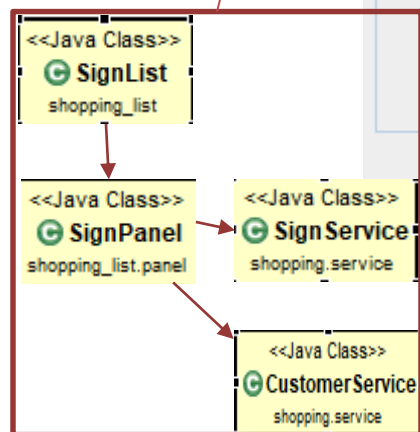 <<Java Class>>
C SignList
shopping_list
<<Java Class>>
C SignPanel
shopping_list.panel
<<Java Class>>
C SignService
shopping.service
<<Java Class>>
C CustomerService
shopping.service